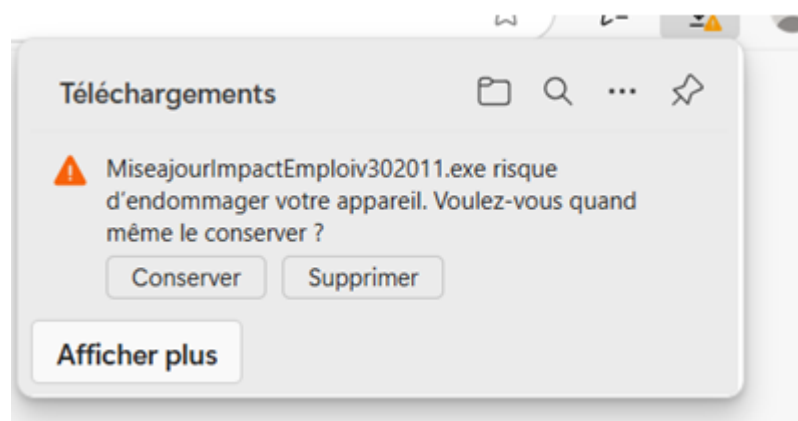 Téléchargements
MiseajourImpactEmploiv302011.exe risque
d'endommager votre appareil. Voulez-vous quand
même le conserver ?
Conserver
Supprimer
Afficher plus